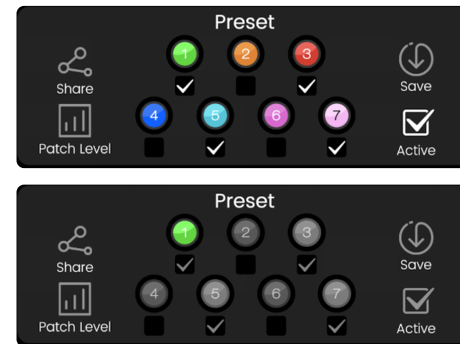 Preset
1 2 3
Share
Save
4 5 6 7
Patch Level
Active
Preset
1 2 3
Share
Save
4 5 6 7
Patch Level
Active